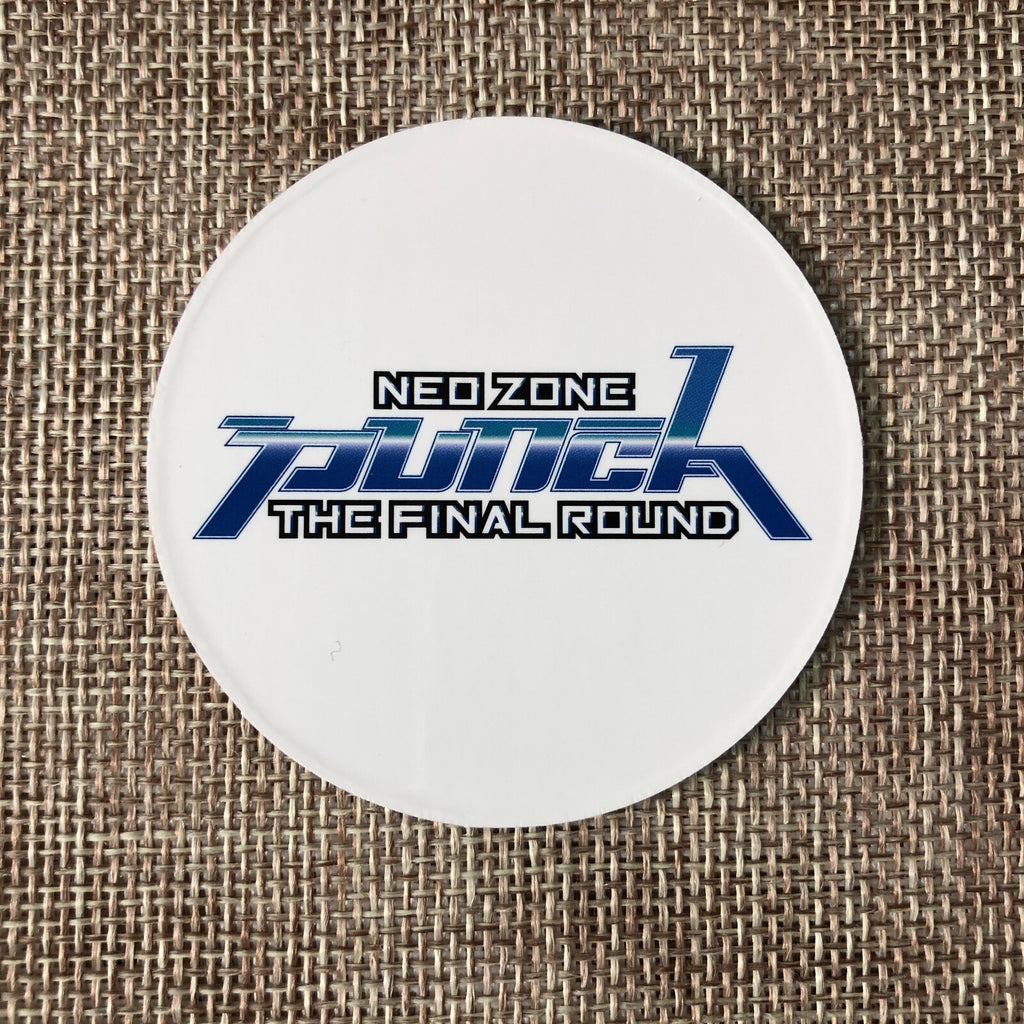 NEO ZONE
PUNCH
THE FINAL ROUND